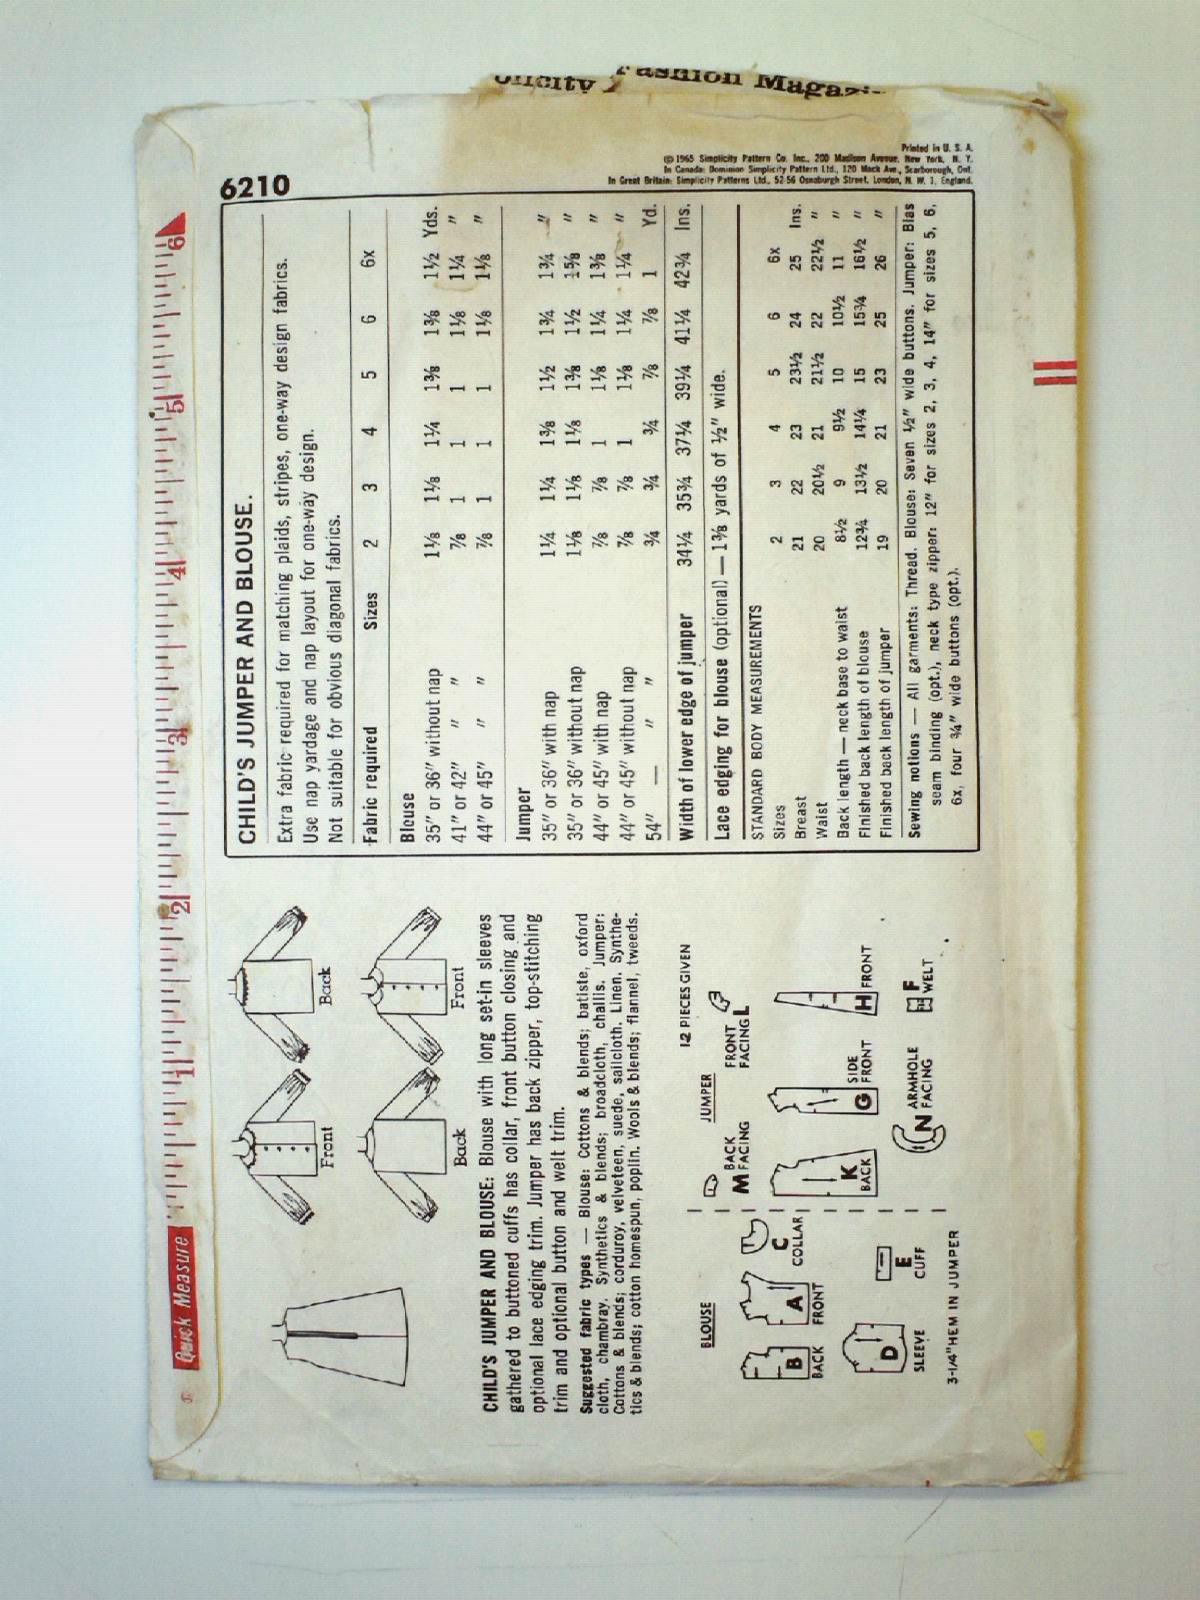 Fashion Magaz
6210
© 1965 Simplicity Pattern Co. Inc., 200 Madison Avenue, New York, N. Y.
Printed in U. S. A.
In Canada: Dominion Simplicity Pattern Ltd., 120 Mack Ave., Scarborough, Ont.
In Great Britain: Simplicity Patterns Ltd., 52-56 Osnaburgh Street, London, N. W. 1, England.
Quick Measure
1 2 3 4 5 6
CHILD'S JUMPER AND BLOUSE.
Extra fabric required for matching plaids, stripes, one-way design fabrics.
Use nap yardage and nap layout for one-way design.
Not suitable for obvious diagonal fabrics.
Fabric required Sizes 2 3 4 5 6 6x
Blouse
35" or 36" without nap 1⅛ 1⅛ 1¼ 1⅜ 1⅜ 1½ Yds.
41" or 42" " " ⅞ 1 1 1 1⅛ 1¼ "
44" or 45" " " ⅞ 1 1 1 1⅛ 1⅛ "
Jumper
35" or 36" with nap 1¼ 1¼ 1⅜ 1½ 1¾ 1¾ "
35" or 36" without nap 1⅛ 1⅛ 1⅛ 1⅜ 1½ 1⅝ "
44" or 45" with nap ⅞ ⅞ 1 1⅛ 1¼ 1⅜ "
44" or 45" without nap ⅞ ⅞ 1 1⅛ 1¼ 1¼ "
54" — " " ¾ ¾ ¾ ⅞ ⅞ 1 Yd.
Width of lower edge of jumper 34¼ 35¾ 37¼ 39¼ 41¼ 42¾ Ins.
Lace edging for blouse (optional) — 1⅜ yards of ½" wide.
STANDARD BODY MEASUREMENTS
Sizes 2 3 4 5 6 6x
Breast 21 22 23 23½ 24 25 Ins.
Waist 20 20½ 21 21½ 22 22½ "
Back length — neck base to waist 8½ 9 9½ 10 10½ 11 "
Finished back length of blouse 12¾ 13½ 14¼ 15 15¾ 16½ "
Finished back length of jumper 19 20 21 23 25 26 "
Sewing notions — All garments: Thread. Blouse: Seven ½" wide buttons. Jumper: Bias
seam binding (opt.), neck type zipper: 12" for sizes 2, 3, 4, 14" for sizes 5, 6,
6x, four ¾" wide buttons (opt.).
Front
Back
Back
Front
CHILD'S JUMPER AND BLOUSE: Blouse with long set-in sleeves
gathered to buttoned cuffs has collar, front button closing and
optional lace edging trim. Jumper has back zipper, top-stitching
trim and optional button and welt trim.
Suggested fabric types — Blouse: Cottons & blends; batiste, oxford
cloth, chambray. Synthetics & blends; broadcloth, challis. Jumper:
Cottons & blends; corduroy, velveteen, suede, sailcloth. Linen. Synthe-
tics & blends; cotton homespun, poplin. Wools & blends; flannel, tweeds.
12 PIECES GIVEN
BLOUSE
B
BACK
A
FRONT
C
COLLAR
D
SLEEVE
E
CUFF
JUMPER
M BACK
FACING
FRONT
FACING L
K
BACK
G SIDE
FRONT
H FRONT
N ARMHOLE
FACING
F
WELT
3-1/4" HEM IN JUMPER